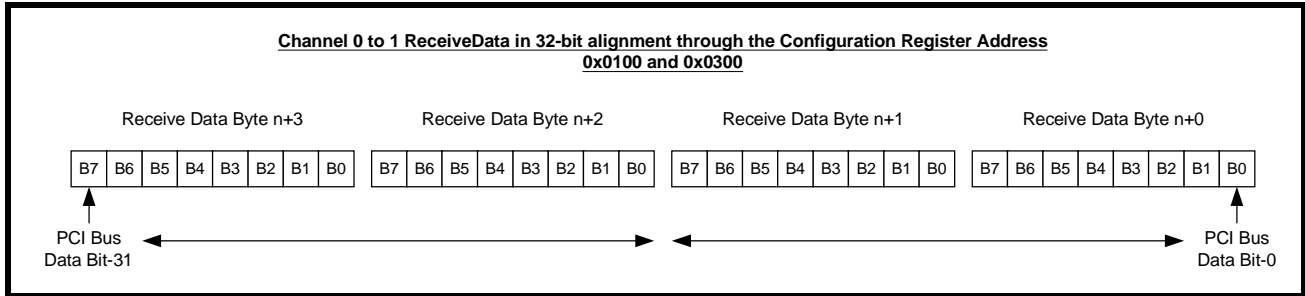 Channel 0 to 1 ReceiveData in 32-bit alignment through the Configuration Register Address
0x0100 and 0x0300
Receive Data Byte n+3 Receive Data Byte n+2 Receive Data Byte n+1 Receive Data Byte n+0
B7 B6 B5 B4 B3 B2 B1 B0 B7 B6 B5 B4 B3 B2 B1 B0 B7 B6 B5 B4 B3 B2 B1 B0 B7 B6 B5 B4 B3 B2 B1 B0
PCI Bus PCI Bus
Data Bit-31 Data Bit-0